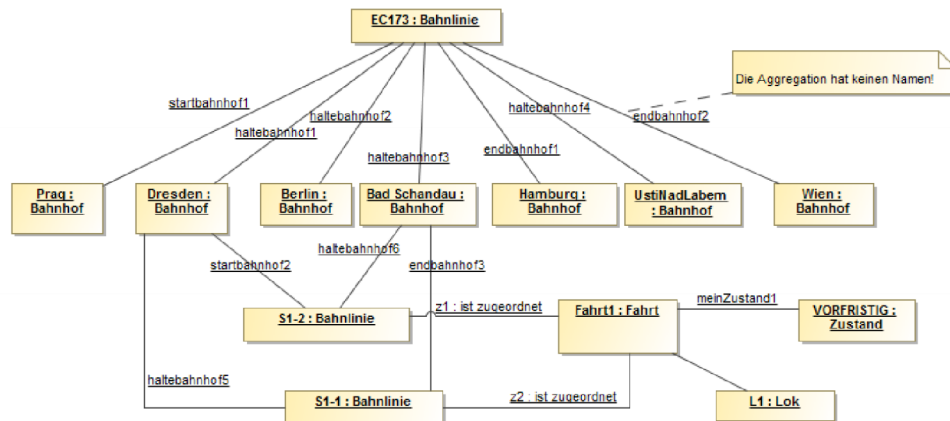 EC173 : Bahnlinie
Die Aggregation hat keinen Namen!
startbahnhof1
haltebahnhof1
haltebahnhof2
haltebahnhof3
endbahnhof1
haltebahnhof4
endbahnhof2
Prag :
Bahnhof
Dresden :
Bahnhof
Berlin :
Bahnhof
Bad Schandau :
Bahnhof
Hamburg :
Bahnhof
UstiNadLabem
: Bahnhof
Wien :
Bahnhof
startbahnhof2
haltebahnhof6
endbahnhof3
S1-2 : Bahnlinie
z1 : ist zugeordnet
Fahrt1 : Fahrt
meinZustand1
VORFRISTIG :
Zustand
haltebahnhof5
S1-1 : Bahnlinie
z2 : ist zugeordnet
L1 : Lok